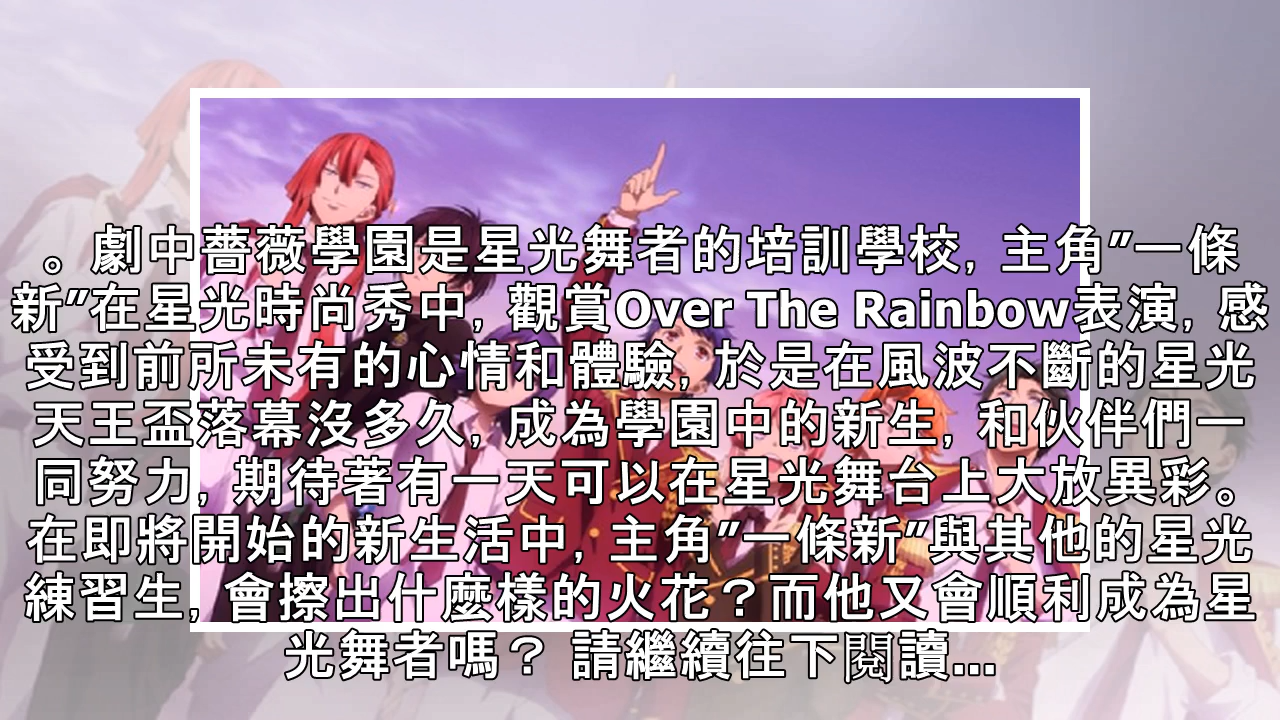 。劇中薔薇學園是星光舞者的培訓學校, 主角"一條
新"在星光時尚秀中, 觀賞Over The Rainbow表演, 感
受到前所未有的心情和體驗, 於是在風波不斷的星光
天王盃落幕沒多久, 成為學園中的新生, 和伙伴們一
同努力, 期待著有一天可以在星光舞台上大放異彩。
在即將開始的新生活中, 主角"一條新"與其他的星光
練習生, 會擦出什麼樣的火花？而他又會順利成為星
光舞者嗎？ 請繼續往下閱讀...